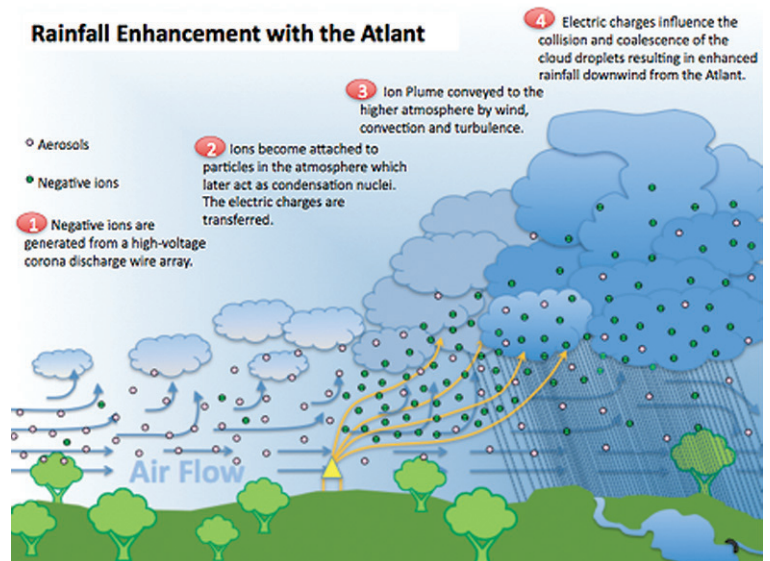 Rainfall Enhancement with the Atlant
4 Electric charges influence the
collision and coalescence of the
cloud droplets resulting in enhanced
rainfall downwind from the Atlant.
3 Ion Plume conveyed to the
higher atmosphere by wind,
convection and turbulence.
Aerosols
Negative ions
2 Ions become attached to
particles in the atmosphere which
later act as condensation nuclei.
The electric charges are
transferred.
1 Negative ions are
generated from a high-voltage
corona discharge wire array.
Air Flow